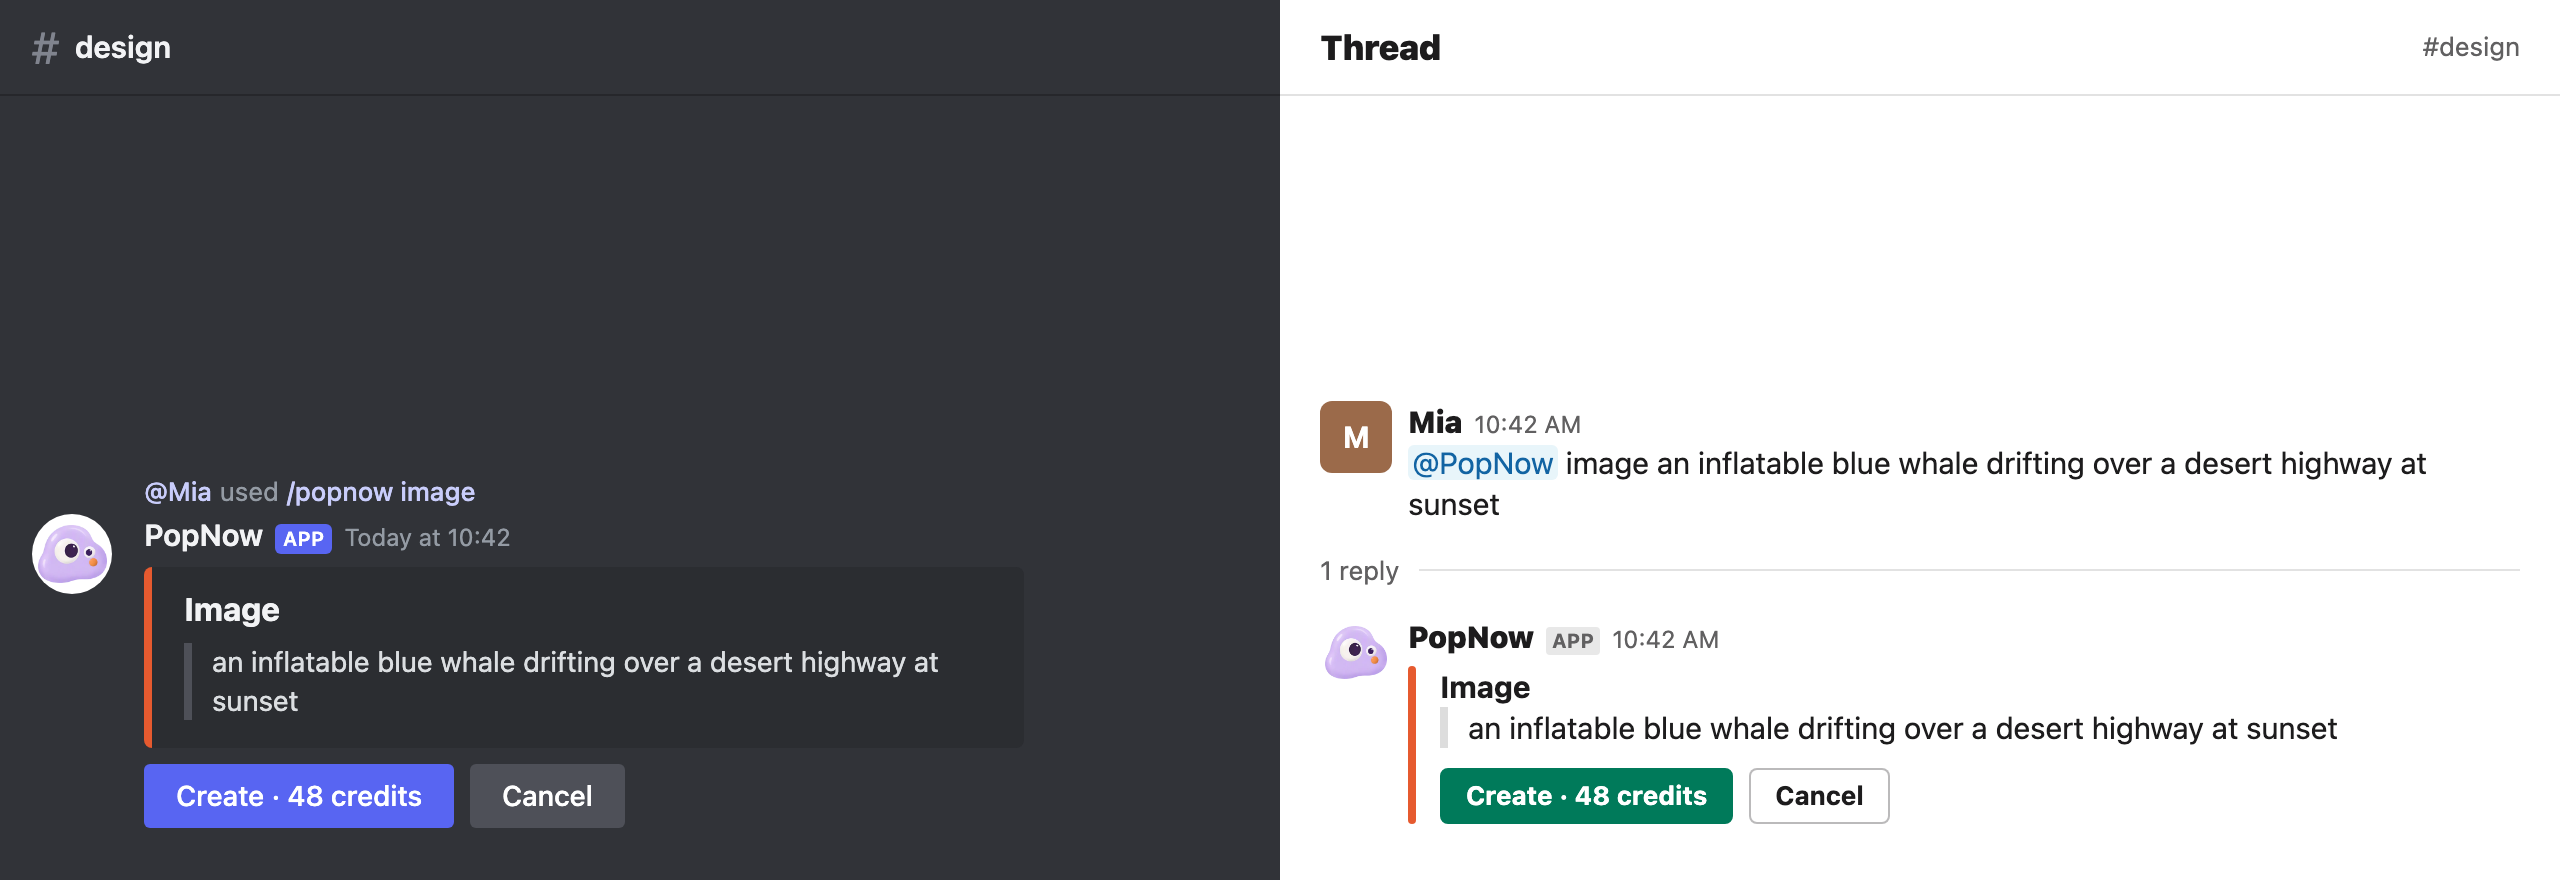 # design
@Mia used /popnow image
PopNow APP Today at 10:42
Image
an inflatable blue whale drifting over a desert highway at
sunset
Create · 48 credits Cancel
Thread #design
M
Mia 10:42 AM
@PopNow image an inflatable blue whale drifting over a desert highway at
sunset
1 reply
PopNow APP 10:42 AM
Image
an inflatable blue whale drifting over a desert highway at sunset
Create · 48 credits Cancel